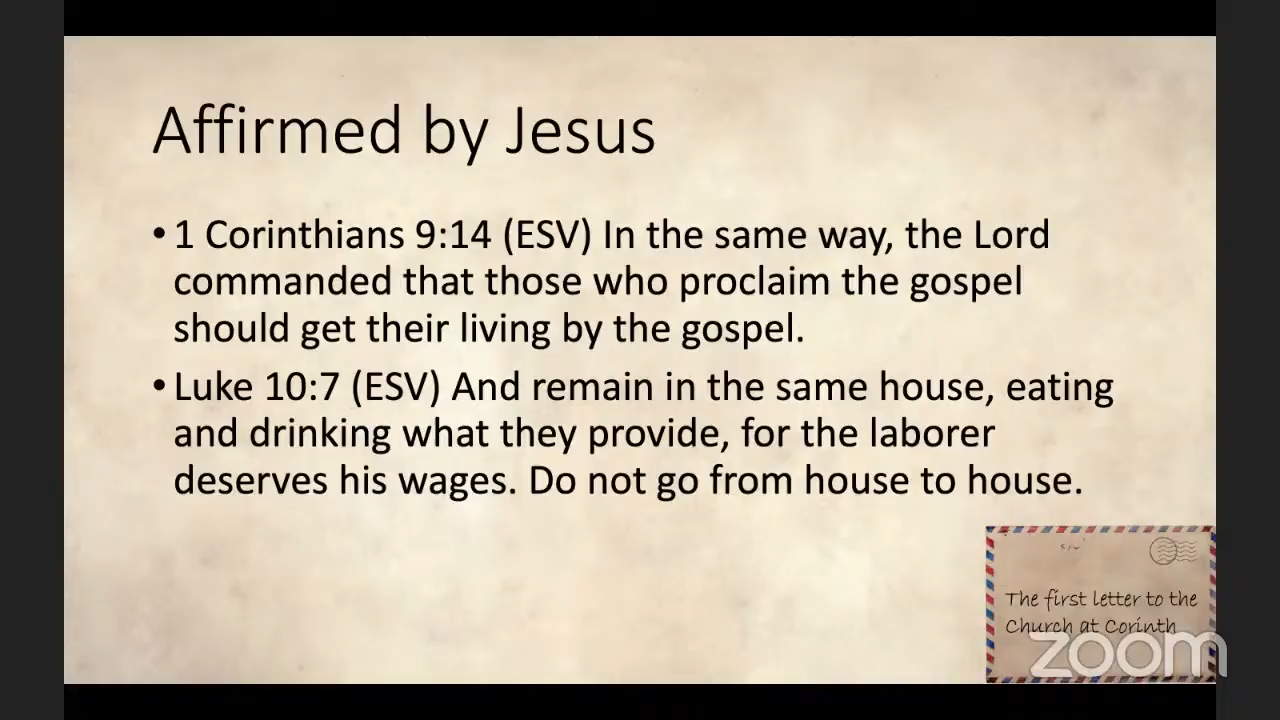 Affirmed by Jesus
• 1 Corinthians 9:14 (ESV) In the same way, the Lord
commanded that those who proclaim the gospel
should get their living by the gospel.
• Luke 10:7 (ESV) And remain in the same house, eating
and drinking what they provide, for the laborer
deserves his wages. Do not go from house to house.
The first letter to the
Church at Corinth
zoom